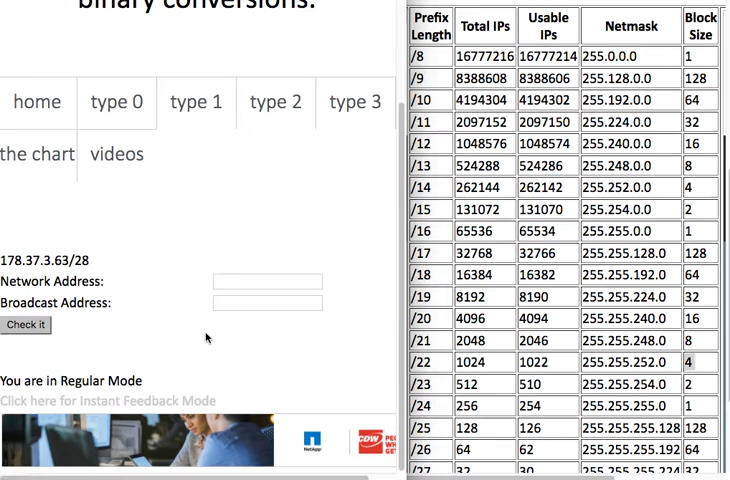 binary conversions.
home type 0 type 1 type 2 type 3
the chart videos
178.37.3.63/28
Network Address:
Broadcast Address:
Check it
You are in Regular Mode
Click here for Instant Feedback Mode
NetApp
CDW
Prefix Length Total IPs Usable IPs Netmask Block Size
/8 16777216 16777214 255.0.0.0 1
/9 8388608 8388606 255.128.0.0 128
/10 4194304 4194302 255.192.0.0 64
/11 2097152 2097150 255.224.0.0 32
/12 1048576 1048574 255.240.0.0 16
/13 524288 524286 255.248.0.0 8
/14 262144 262142 255.252.0.0 4
/15 131072 131070 255.254.0.0 2
/16 65536 65534 255.255.0.0 1
/17 32768 32766 255.255.128.0 128
/18 16384 16382 255.255.192.0 64
/19 8192 8190 255.255.224.0 32
/20 4096 4094 255.255.240.0 16
/21 2048 2046 255.255.248.0 8
/22 1024 1022 255.255.252.0 4
/23 512 510 255.255.254.0 2
/24 256 254 255.255.255.0 1
/25 128 126 255.255.255.128 128
/26 64 62 255.255.255.192 64
/27 32 30 255.255.255.224 32